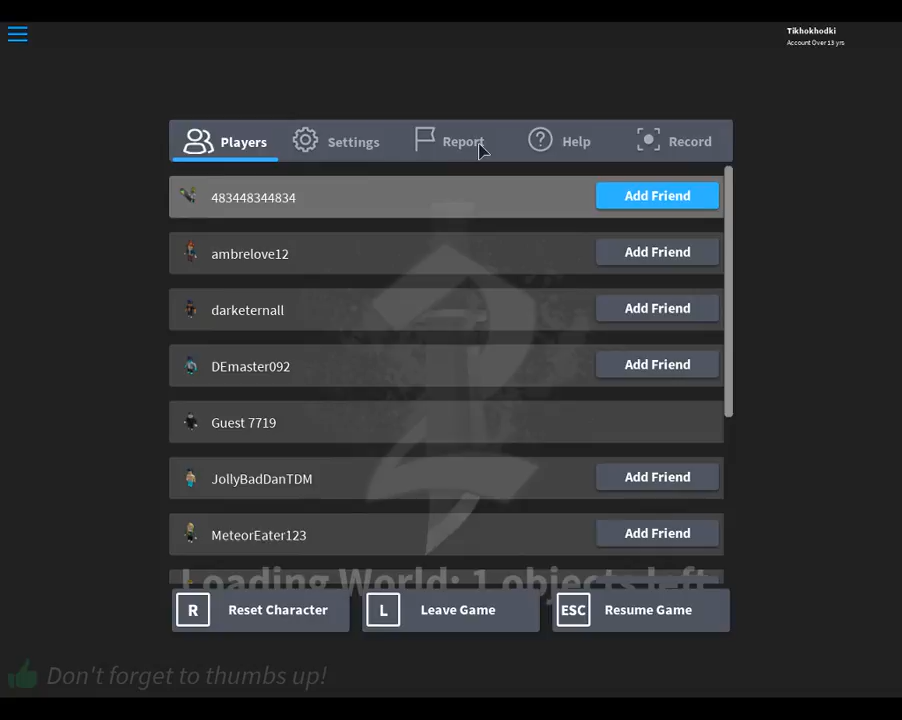 Tikhokhodki
Account Over 13 yrs
Players Settings Report Help Record
483448344834 Add Friend
ambrelove12 Add Friend
darketernall Add Friend
DEmaster092 Add Friend
Guest 7719
JollyBadDanTDM Add Friend
MeteorEater123 Add Friend
Loading World: 1 objects left
R Reset Character L Leave Game ESC Resume Game
Don't forget to thumbs up!